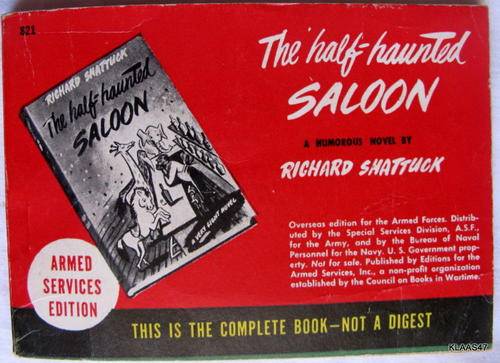 821
RICHARD SHATTUCK
The half-haunted
SALOON
A VERY LIGHT NOVEL
The half-haunted
SALOON
A HUMOROUS NOVEL BY
RICHARD SHATTUCK
Overseas edition for the Armed Forces. Distrib-
uted by the Special Services Division, A.S.F.,
for the Army, and by the Bureau of Naval
Personnel for the Navy. U. S. Government prop-
erty. Not for sale. Published by Editions for the
Armed Services, Inc., a non-profit organization
established by the Council on Books in Wartime.
ARMED
SERVICES
EDITION
THIS IS THE COMPLETE BOOK—NOT A DIGEST
KLAAS47